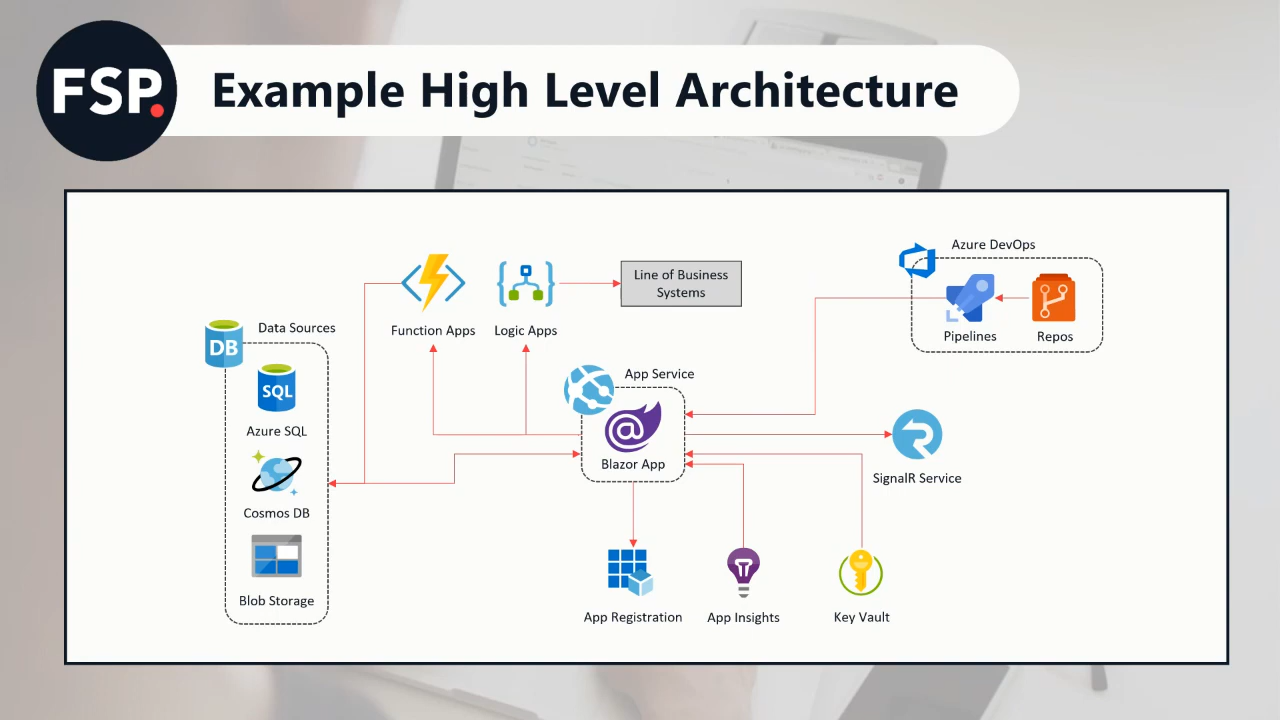 FSP.
Example High Level Architecture
Azure DevOps
Line of Business
Systems
Function Apps
Logic Apps
Pipelines
Repos
Data Sources
DB
SQL
Azure SQL
App Service
Blazor App
SignalR Service
Cosmos DB
Blob Storage
App Registration
App Insights
Key Vault